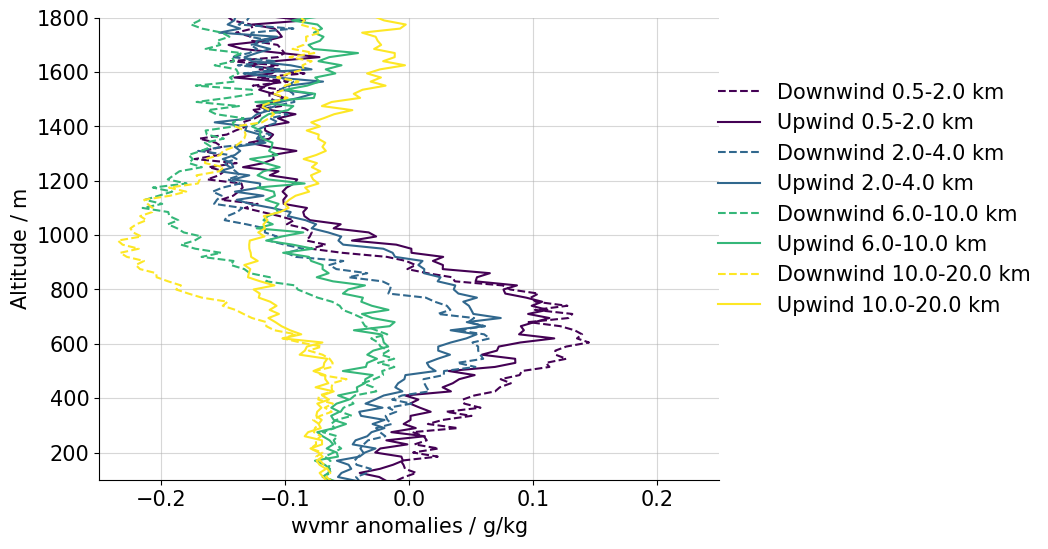 1800
1600
1400
1200
1000
800
600
400
200
Altitude / m
−0.2
−0.1
0.0
0.1
0.2
wvmr anomalies / g/kg
Downwind 0.5-2.0 km
Upwind 0.5-2.0 km
Downwind 2.0-4.0 km
Upwind 2.0-4.0 km
Downwind 6.0-10.0 km
Upwind 6.0-10.0 km
Downwind 10.0-20.0 km
Upwind 10.0-20.0 km